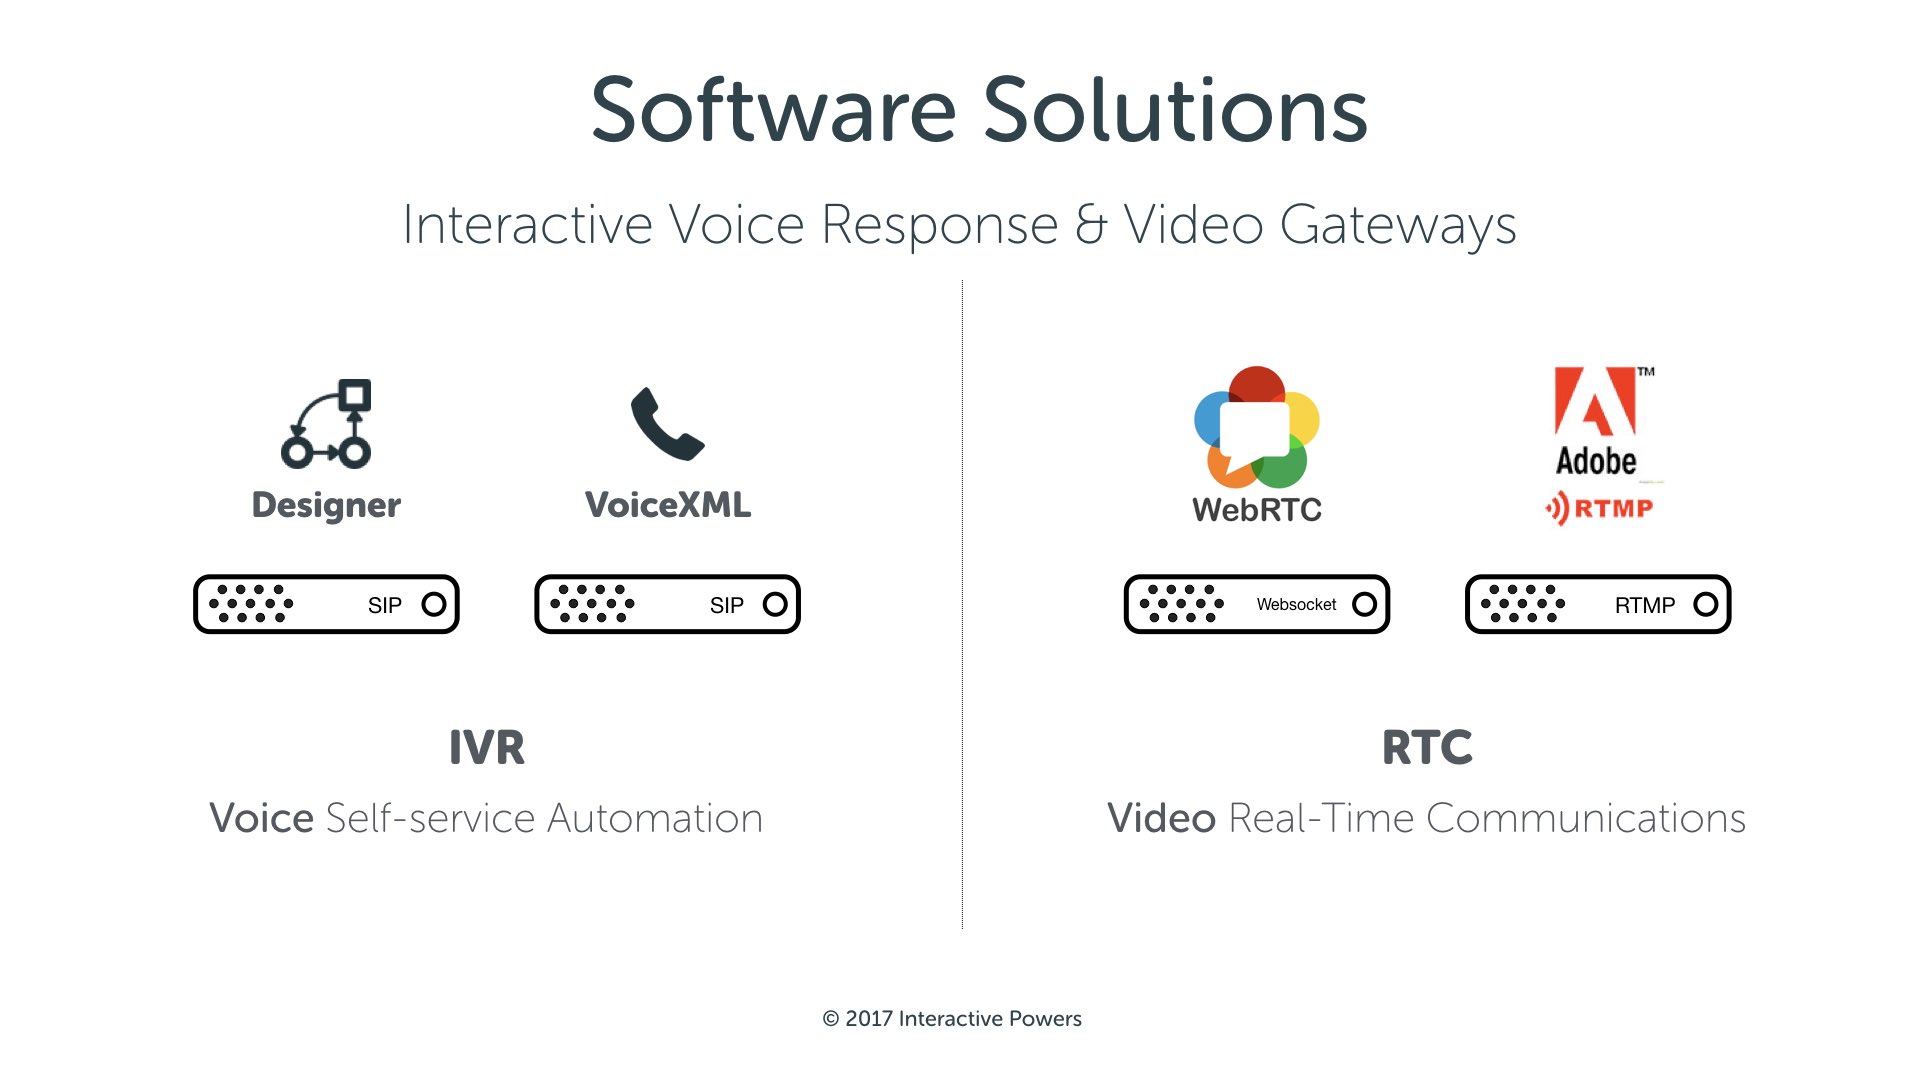 Software Solutions
Interactive Voice Response & Video Gateways
Designer
VoiceXML
SIP
SIP
IVR
Voice Self-service Automation
WebRTC
TM
Adobe
RTMP
Websocket
RTMP
RTC
Video Real-Time Communications
© 2017 Interactive Powers